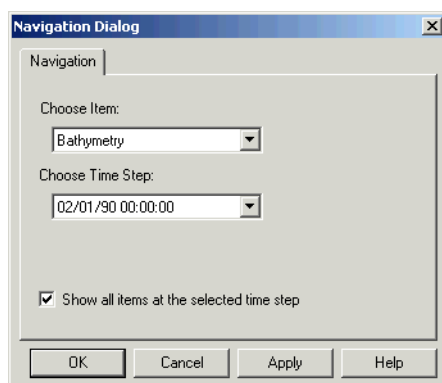 Navigation Dialog
Navigation
Choose Item:
Bathymetry
Choose Time Step:
02/01/90 00:00:00
Show all items at the selected time step
OK Cancel Apply Help